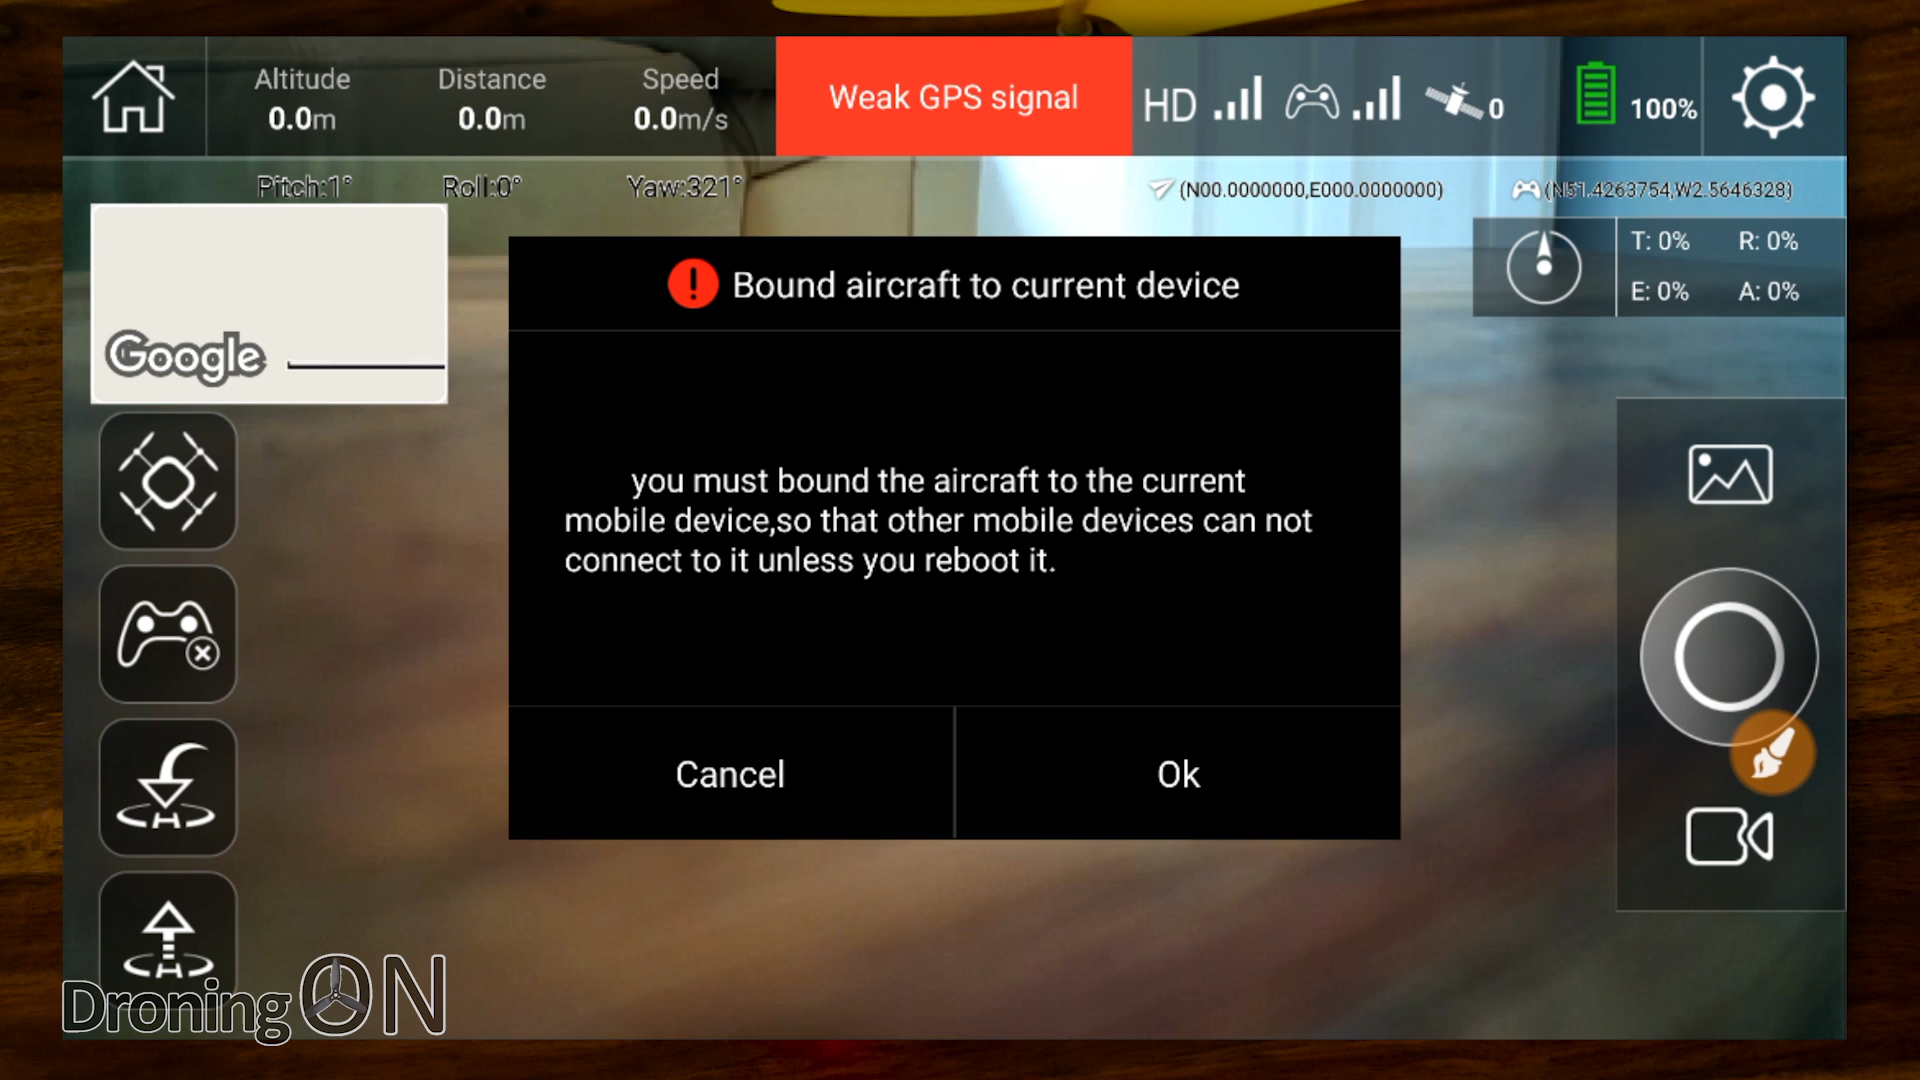 Altitude Distance Speed
0.0m 0.0m 0.0m/s
Weak GPS signal
HD
0
100%
Pitch:1° Roll:0° Yaw:321°
(N00.0000000,E000.0000000)
(N51.4263754,W2.5646328)
T: 0% R: 0%
E: 0% A: 0%
Google
Bound aircraft to current device
you must bound the aircraft to the current
mobile device,so that other mobile devices can not
connect to it unless you reboot it.
Cancel Ok
DroningON